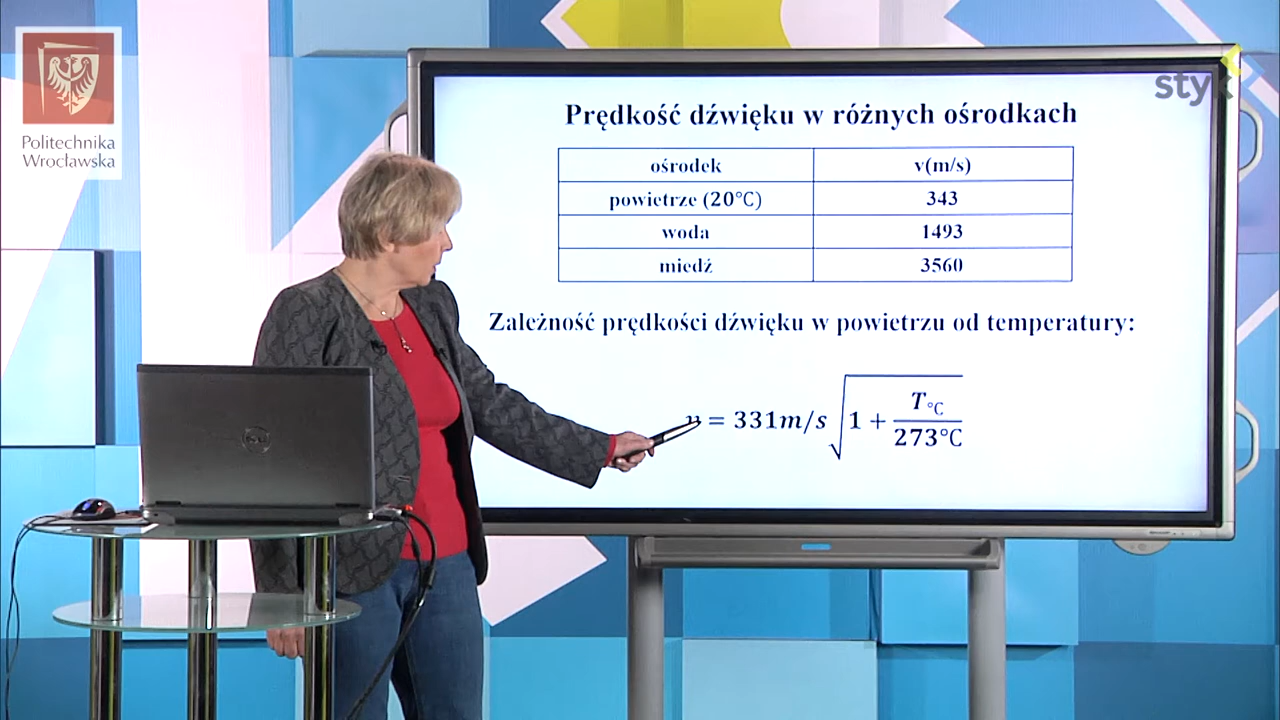 Politechnika
Wrocławska
styk
Prędkość dźwięku w różnych ośrodkach
ośrodek v(m/s)
powietrze (20°C) 343
woda 1493
miedź 3560
Zależność prędkości dźwięku w powietrzu od temperatury:
v = 331m/s√(1 + T°C/273°C)
DELL